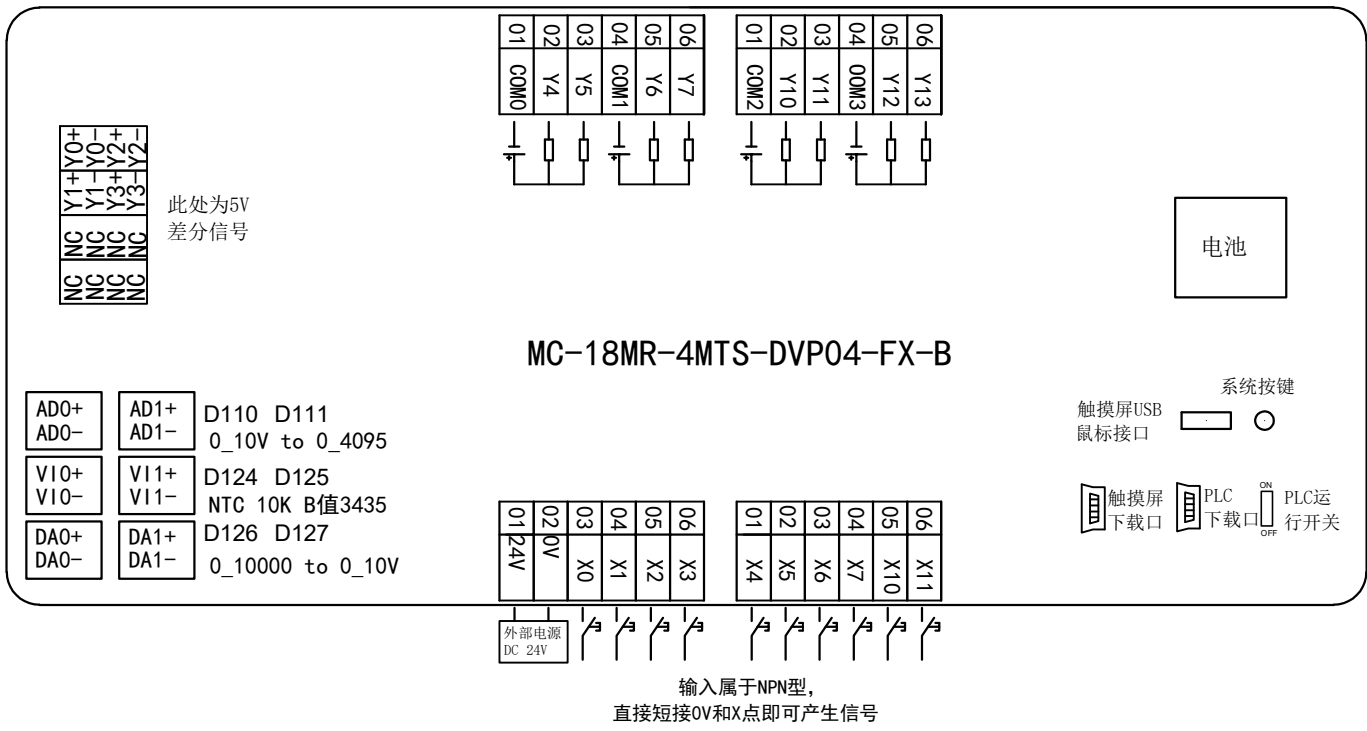 01 02 03 04 05 06
COM0 Y4 Y5 COM1 Y6 Y7
01 02 03 04 05 06
COM2 Y10 Y11 OOM3 Y12 Y13
Y0+ Y0- Y2+ Y2-
Y1+ Y1- Y3+ Y3-
NC NC NC NC
NC NC NC NC
此处为5V
差分信号
电池
MC-18MR-4MTS-DVP04-FX-B
系统按键
触摸屏USB
鼠标接口
AD0+ AD1+ D110 D111
AD0- AD1- 0_10V to 0_4095
VI0+ VI1+ D124 D125
VI0- VI1- NTC 10K B值3435
DA0+ DA1+ D126 D127
DA0- DA1- 0_10000 to 0_10V
触摸屏
下载口
PLC
下载口
ON
OFF
PLC运
行开关
01 02 03 04 05 06
24V 0V X0 X1 X2 X3
01 02 03 04 05 06
X4 X5 X6 X7 X10 X11
外部电源
DC 24V
输入属于NPN型，
直接短接0V和X点即可产生信号